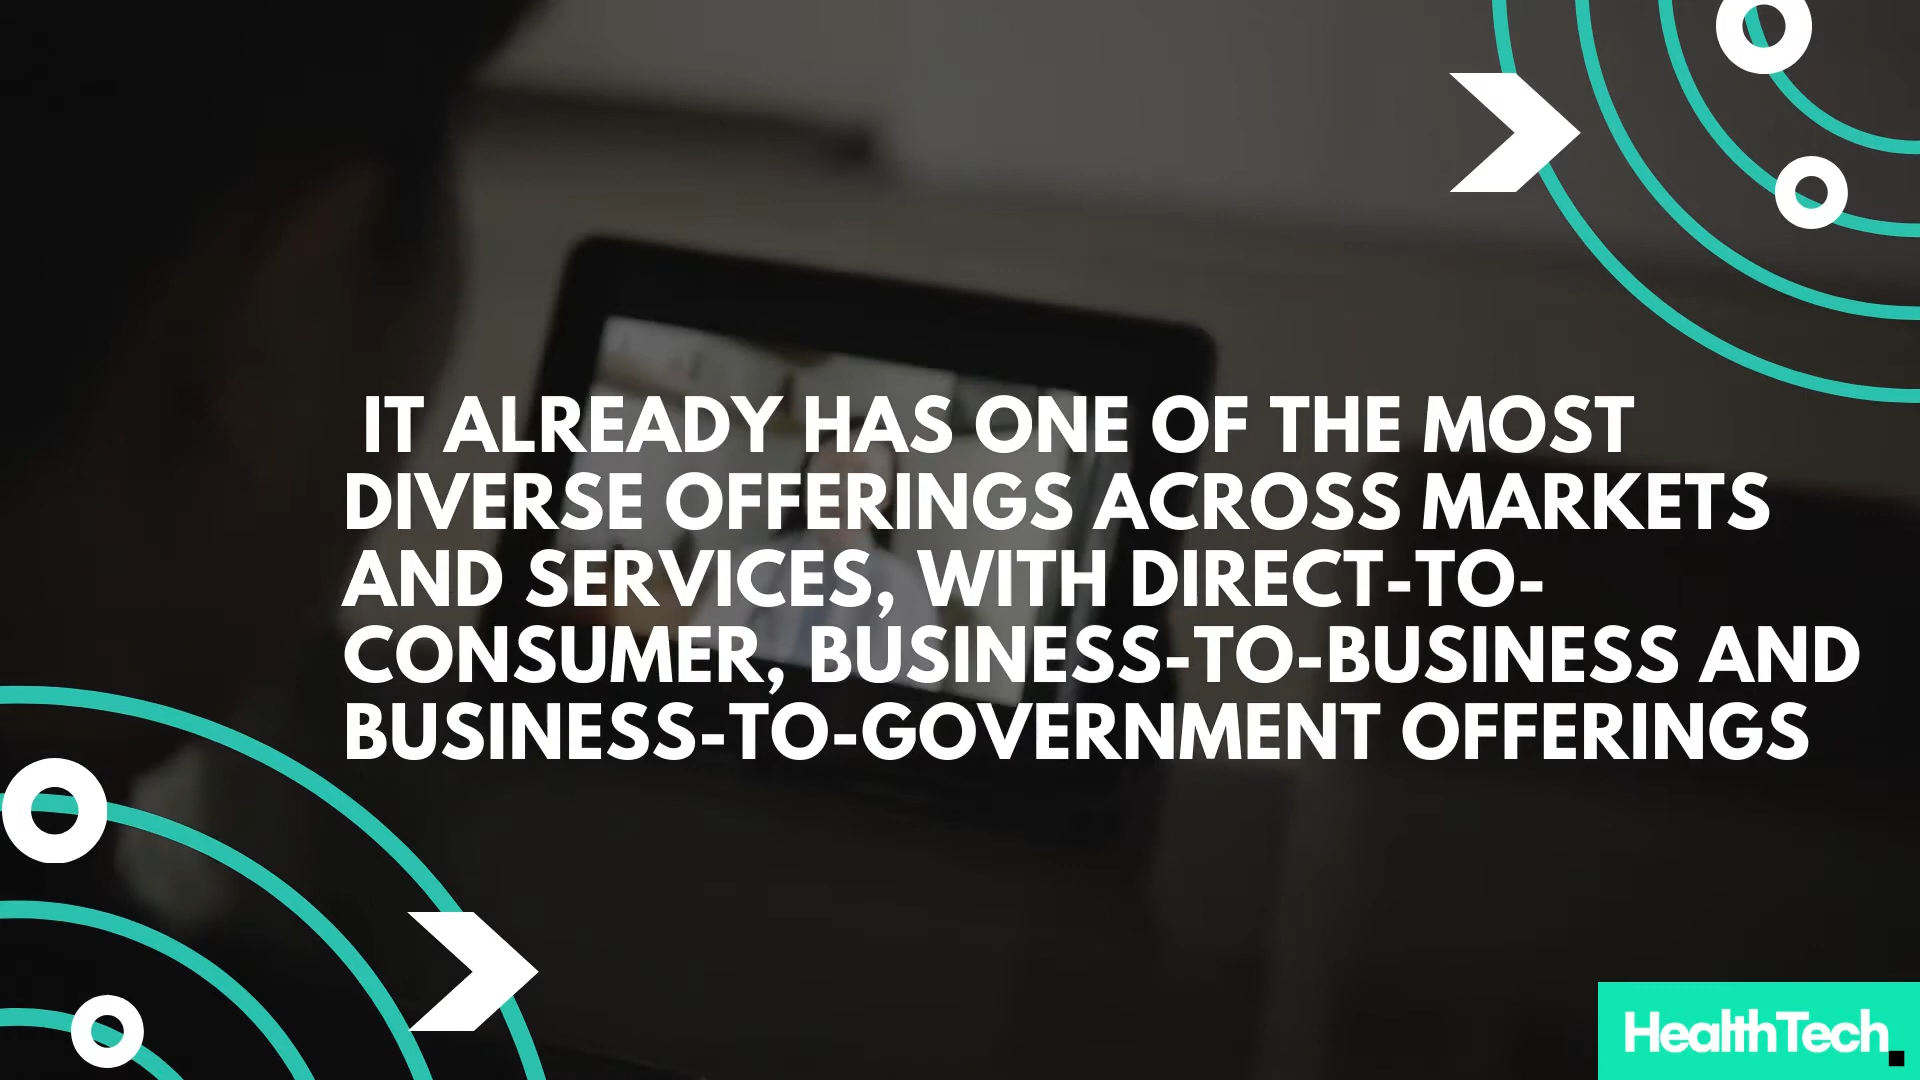 IT ALREADY HAS ONE OF THE MOST
DIVERSE OFFERINGS ACROSS MARKETS
AND SERVICES, WITH DIRECT-TO-
CONSUMER, BUSINESS-TO-BUSINESS AND
BUSINESS-TO-GOVERNMENT OFFERINGS
HealthTech.